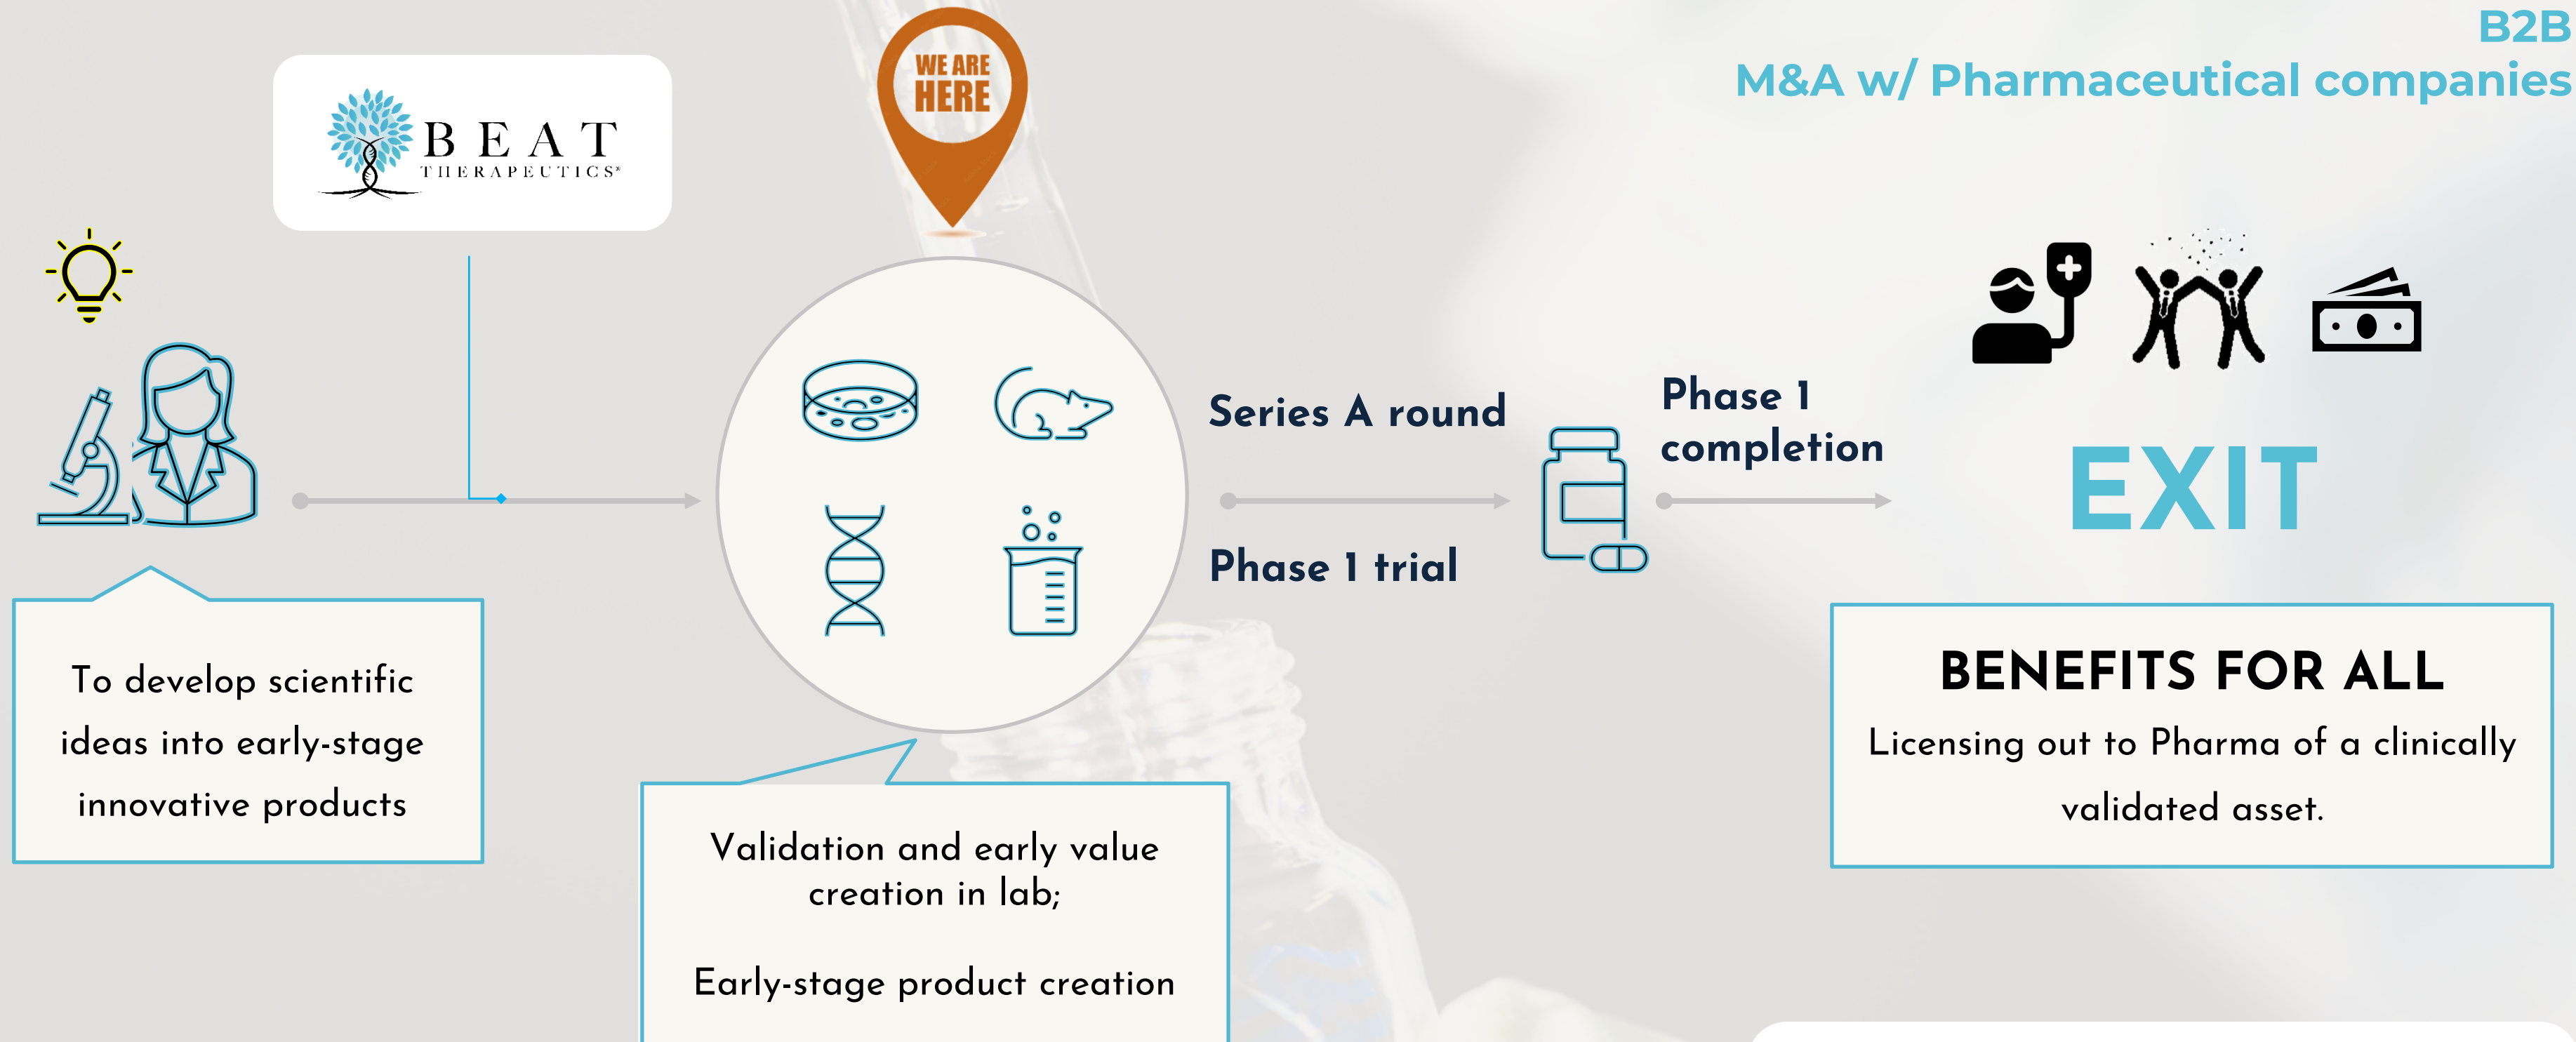 B2B
M&A w/ Pharmaceutical companies
WE ARE
HERE
BEAT
THERAPEUTICS®
Series A round
Phase 1 trial
Phase 1
completion
EXIT
To develop scientific
ideas into early-stage
innovative products
Validation and early value
creation in lab;
Early-stage product creation
BENEFITS FOR ALL
Licensing out to Pharma of a clinically
validated asset.